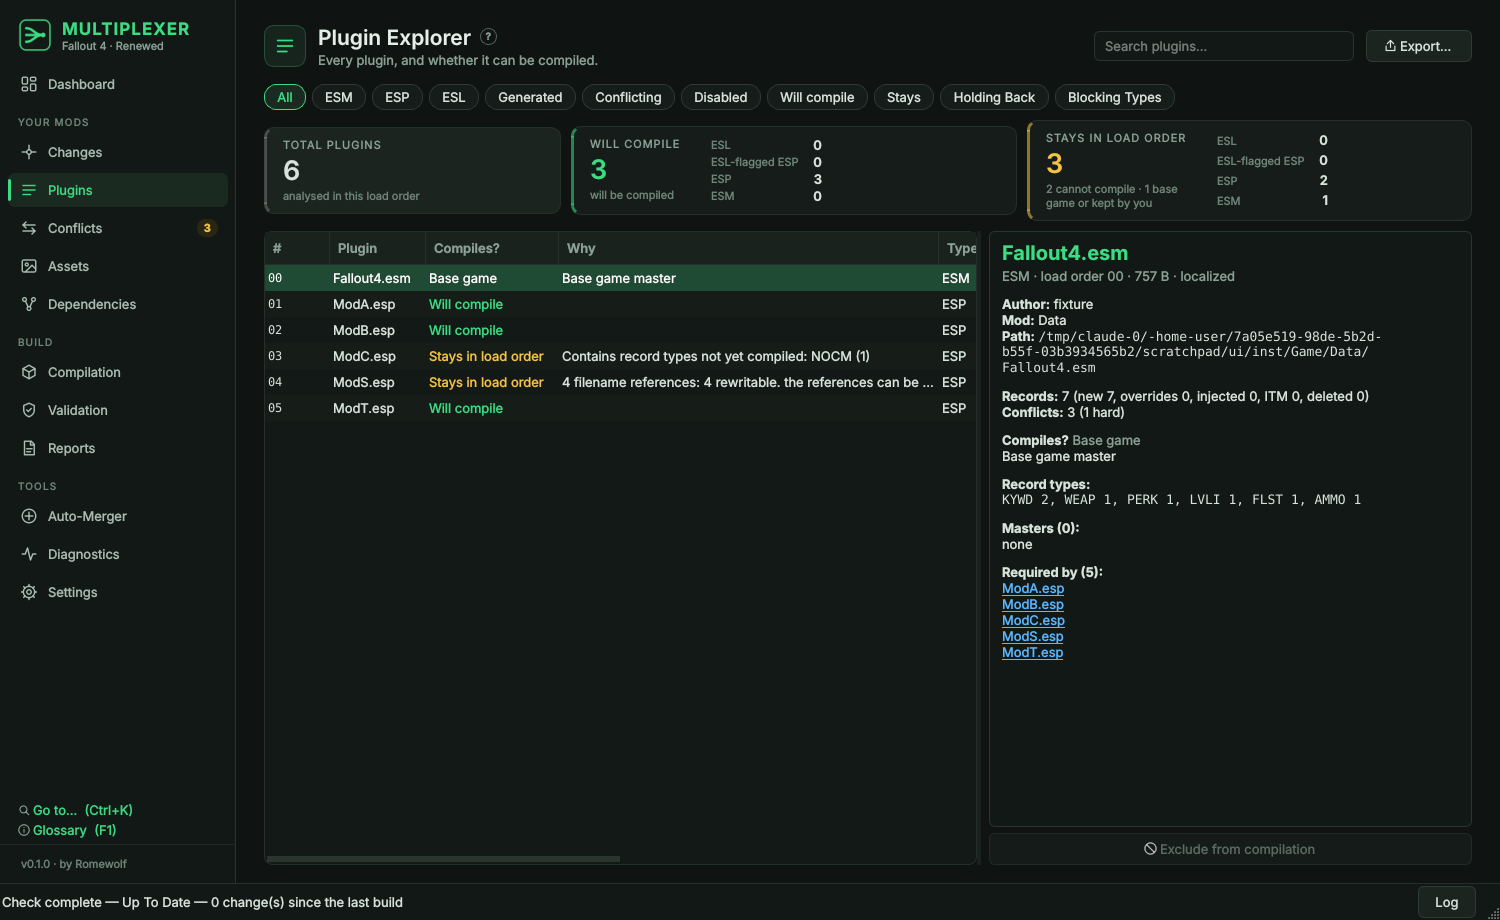 MULTIPLEXER
Fallout 4 · Renewed
Dashboard
YOUR MODS
Changes
Plugins
Conflicts 3
Assets
Dependencies
BUILD
Compilation
Validation
Reports
TOOLS
Auto-Merger
Diagnostics
Settings
Go to... (Ctrl+K)
Glossary (F1)
v0.1.0 · by Romewolf
Plugin Explorer ?
Every plugin, and whether it can be compiled.
Search plugins...
Export...
All ESM ESP ESL Generated Conflicting Disabled Will compile Stays Holding Back Blocking Types
TOTAL PLUGINS
6
analysed in this load order
WILL COMPILE
3
will be compiled
ESL 0
ESL-flagged ESP 0
ESP 3
ESM 0
STAYS IN LOAD ORDER
3
2 cannot compile · 1 base
game or kept by you
ESL 0
ESL-flagged ESP 0
ESP 2
ESM 1
# Plugin Compiles? Why Type
00 Fallout4.esm Base game Base game master ESM
01 ModA.esp Will compile ESP
02 ModB.esp Will compile ESP
03 ModC.esp Stays in load order Contains record types not yet compiled: NOCM (1) ESP
04 ModS.esp Stays in load order 4 filename references: 4 rewritable. the references can be ... ESP
05 ModT.esp Will compile ESP
Fallout4.esm
ESM · load order 00 · 757 B · localized
Author: fixture
Mod: Data
Path: /tmp/claude-0/-home-user/7a05e519-98de-5b2d-
b55f-03b3934565b2/scratchpad/ui/inst/Game/Data/
Fallout4.esm
Records: 7 (new 7, overrides 0, injected 0, ITM 0, deleted 0)
Conflicts: 3 (1 hard)
Compiles? Base game
Base game master
Record types:
KYWD 2, WEAP 1, PERK 1, LVLI 1, FLST 1, AMMO 1
Masters (0):
none
Required by (5):
ModA.esp
ModB.esp
ModC.esp
ModS.esp
ModT.esp
Exclude from compilation
Check complete — Up To Date — 0 change(s) since the last build
Log